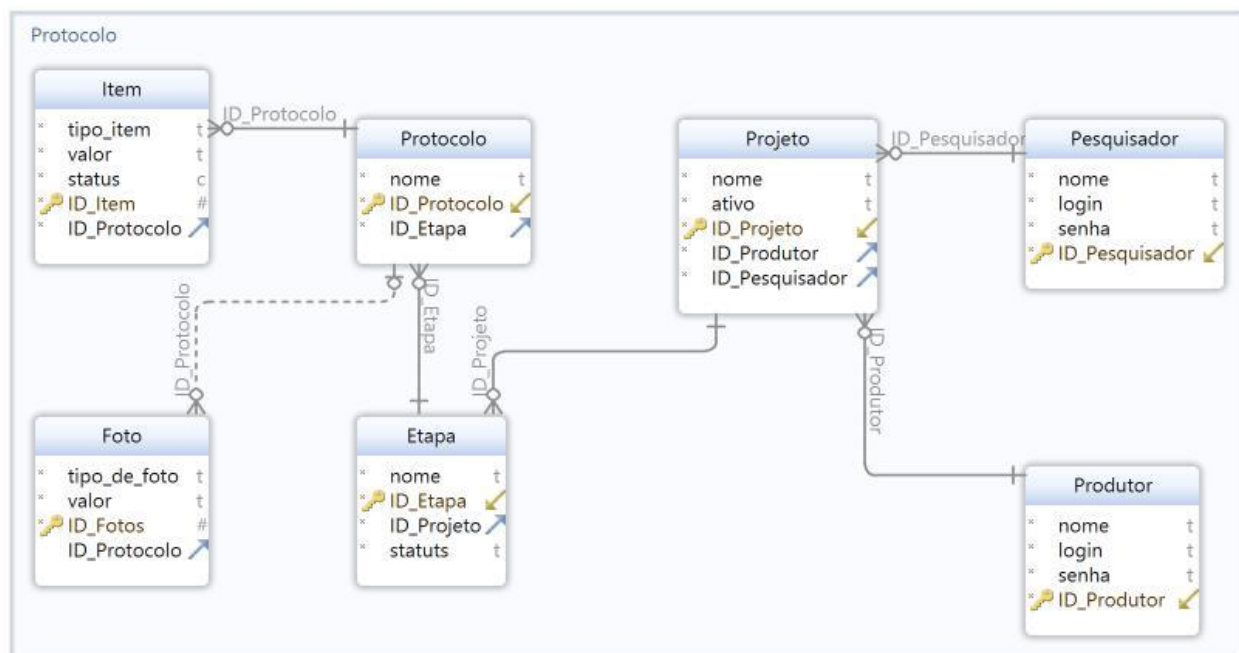 Protocolo
Item
* tipo_item t
* valor t
* status c
* ID_Item #
* ID_Protocolo
ID_Protocolo
Protocolo
* nome t
* ID_Protocolo
* ID_Etapa
Projeto
* nome t
* ativo t
* ID_Projeto
* ID_Produtor
* ID_Pesquisador
ID_Pesquisador
Pesquisador
* nome t
* login t
* senha t
* ID_Pesquisador
ID_Protocolo
ID_Etapa
ID_Projeto
ID_Produtor
Foto
* tipo_de_foto t
* valor t
* ID_Fotos #
ID_Protocolo
Etapa
* nome t
* ID_Etapa
* ID_Projeto
* statuts t
Produtor
* nome t
* login t
* senha t
* ID_Produtor